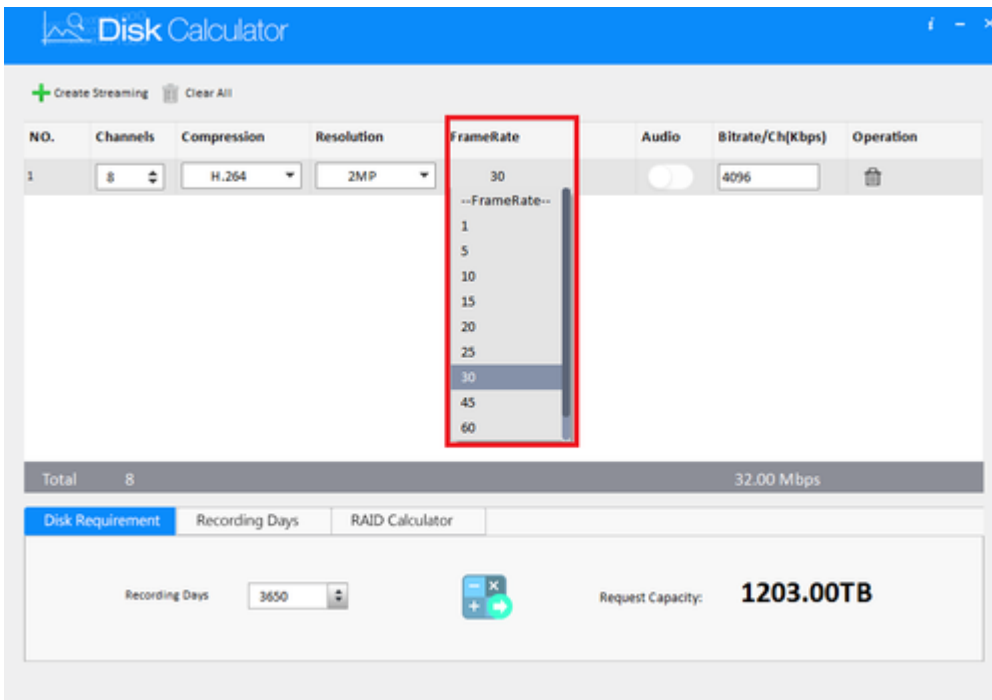 Disk Calculator
Create Streaming Clear All
NO. Channels Compression Resolution FrameRate Audio Bitrate/Ch(Kbps) Operation
1 8 H.264 2MP 30 4096
--FrameRate--
1
5
10
15
20
25
30
45
60
Total 8 32.00 Mbps
Disk Requirement Recording Days RAID Calculator
Recording Days 3650 Request Capacity: 1203.00TB